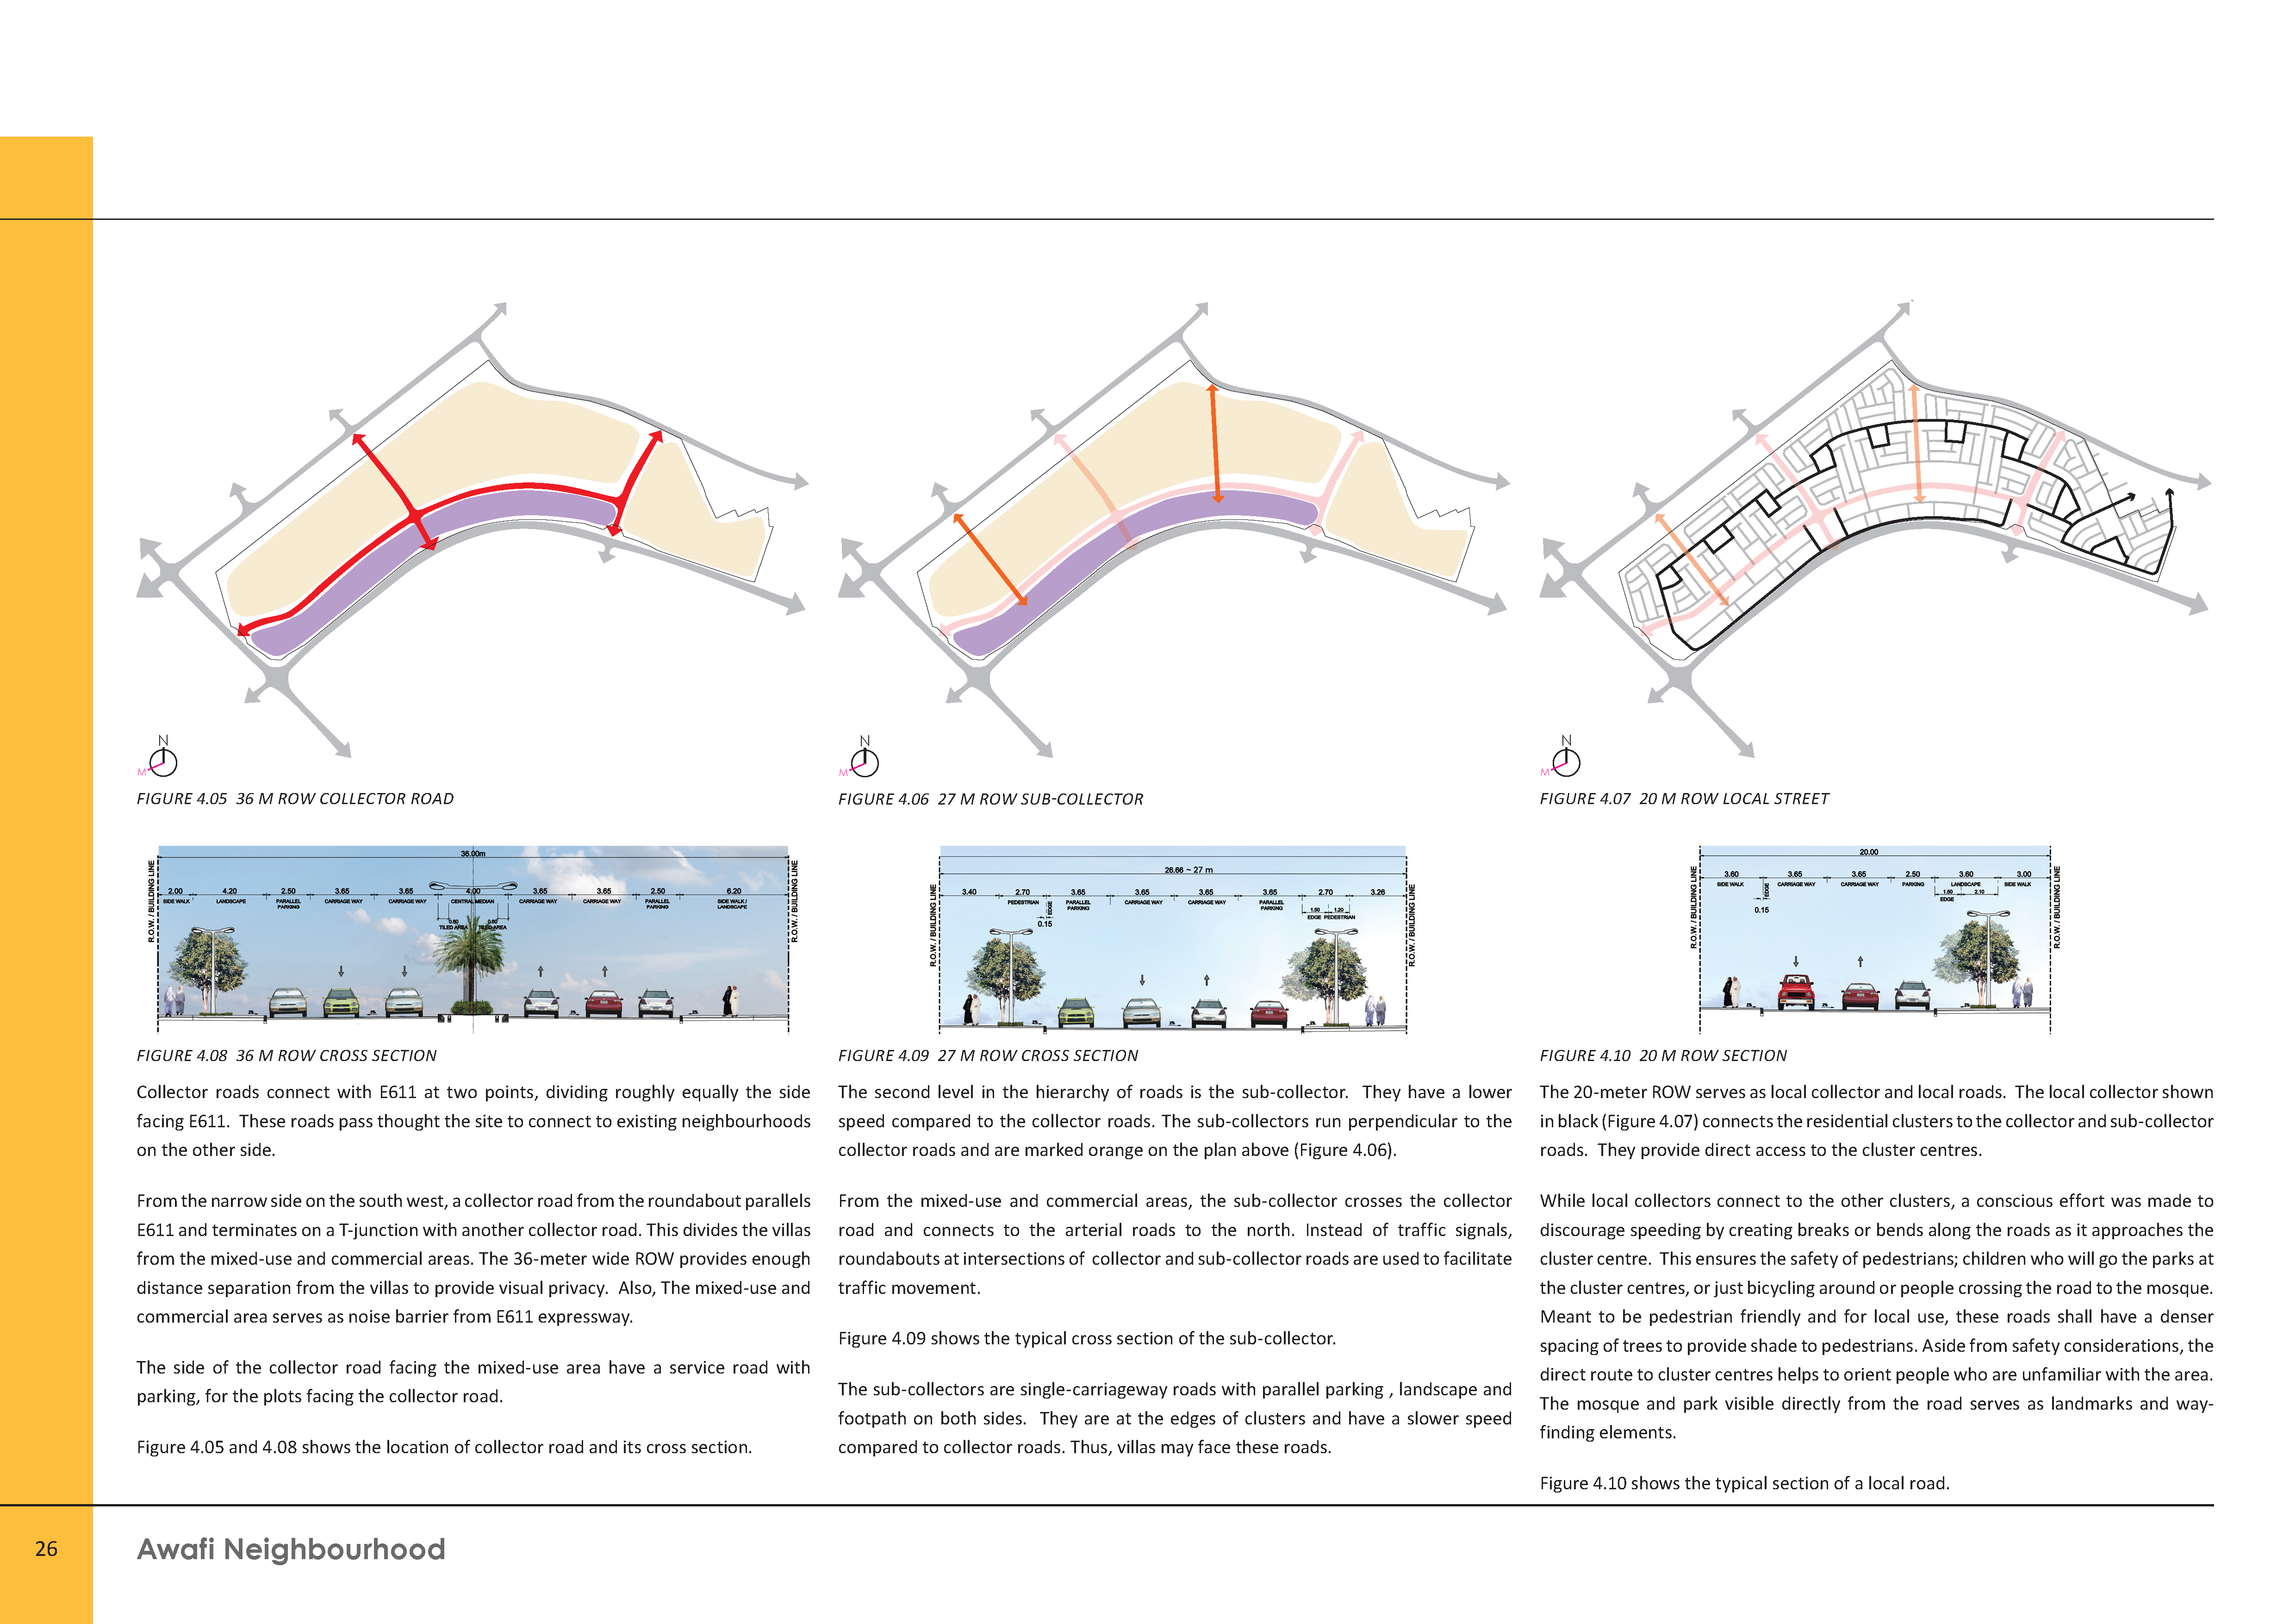 N
M
FIGURE 4.05  36 M ROW COLLECTOR ROAD
N
M
FIGURE 4.06  27 M ROW SUB-COLLECTOR
N
M
FIGURE 4.07  20 M ROW LOCAL STREET
R.O.W. / BUILDING LINE
36.00m
2.00 4.20 2.50 3.65 3.65 4.00 3.65 3.65 2.50 6.20
SIDE WALK LANDSCAPE PARALLEL PARKING CARRIAGE WAY CARRIAGE WAY CENTRAL MEDIAN CARRIAGE WAY CARRIAGE WAY PARALLEL PARKING SIDE WALK / LANDSCAPE
0.60 0.60
TILED AREA TILED AREA
R.O.W. / BUILDING LINE
FIGURE 4.08  36 M ROW CROSS SECTION
R.O.W. / BUILDING LINE
26.66 ~ 27 m
3.40 2.70 3.65 3.65 3.65 3.65 2.70 3.26
PEDESTRIAN EDGE PARALLEL PARKING CARRIAGE WAY CARRIAGE WAY PARALLEL PARKING
1.50 1.20
EDGE PEDESTRIAN
0.15
R.O.W. / BUILDING LINE
FIGURE 4.09  27 M ROW CROSS SECTION
R.O.W. / BUILDING LINE
20.00
3.60 3.65 3.65 2.50 3.60 3.00
SIDE WALK EDGE CARRIAGE WAY CARRIAGE WAY PARKING LANDSCAPE SIDE WALK
1.50 2.10
EDGE
0.15
R.O.W. / BUILDING LINE
FIGURE 4.10  20 M ROW SECTION
Collector roads connect with E611 at two points, dividing roughly equally the side
facing E611.  These roads pass thought the site to connect to existing neighbourhoods
on the other side.
From the narrow side on the south west, a collector road from the roundabout parallels
E611 and terminates on a T-junction with another collector road. This divides the villas
from the mixed-use and commercial areas. The 36-meter wide ROW provides enough
distance separation from the villas to provide visual privacy.  Also, The mixed-use and
commercial area serves as noise barrier from E611 expressway.
The side of the collector road facing the mixed-use area have a service road with
parking, for the plots facing the collector road.
Figure 4.05 and 4.08 shows the location of collector road and its cross section.
The second level in the hierarchy of roads is the sub-collector.  They have a lower
speed compared to the collector roads. The sub-collectors run perpendicular to the
collector roads and are marked orange on the plan above (Figure 4.06).
From the mixed-use and commercial areas, the sub-collector crosses the collector
road and connects to the arterial roads to the north. Instead of traffic signals,
roundabouts at intersections of  collector and sub-collector roads are used to facilitate
traffic movement.
Figure 4.09 shows the typical cross section of the sub-collector.
The sub-collectors are single-carriageway roads with parallel parking , landscape and
footpath on both sides.  They are at the edges of clusters and have a slower speed
compared to collector roads. Thus, villas may face these roads.
The 20-meter ROW serves as local collector and local roads.  The local collector shown
in black (Figure 4.07) connects the residential clusters to the collector and sub-collector
roads.  They provide direct access to the cluster centres.
While local collectors connect to the other clusters, a conscious effort was made to
discourage speeding by creating breaks or bends along the roads as it approaches the
cluster centre.  This ensures the safety of pedestrians; children who will go the parks at
the cluster centres, or just bicycling around or people crossing the road to the mosque.
Meant to be pedestrian friendly and for local use, these roads shall have a denser
spacing of trees to provide shade to pedestrians. Aside from safety considerations, the
direct route to cluster centres helps to orient people who are unfamiliar with the area.
The mosque and park visible directly from the road serves as landmarks and way-
finding elements.
Figure 4.10 shows the typical section of a local road.
26
Awafi Neighbourhood